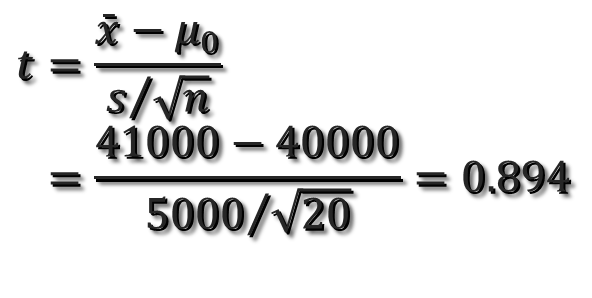 t = x̄ − μ₀ / s/√n
= 41000 − 40000 / 5000/√20 = 0.894